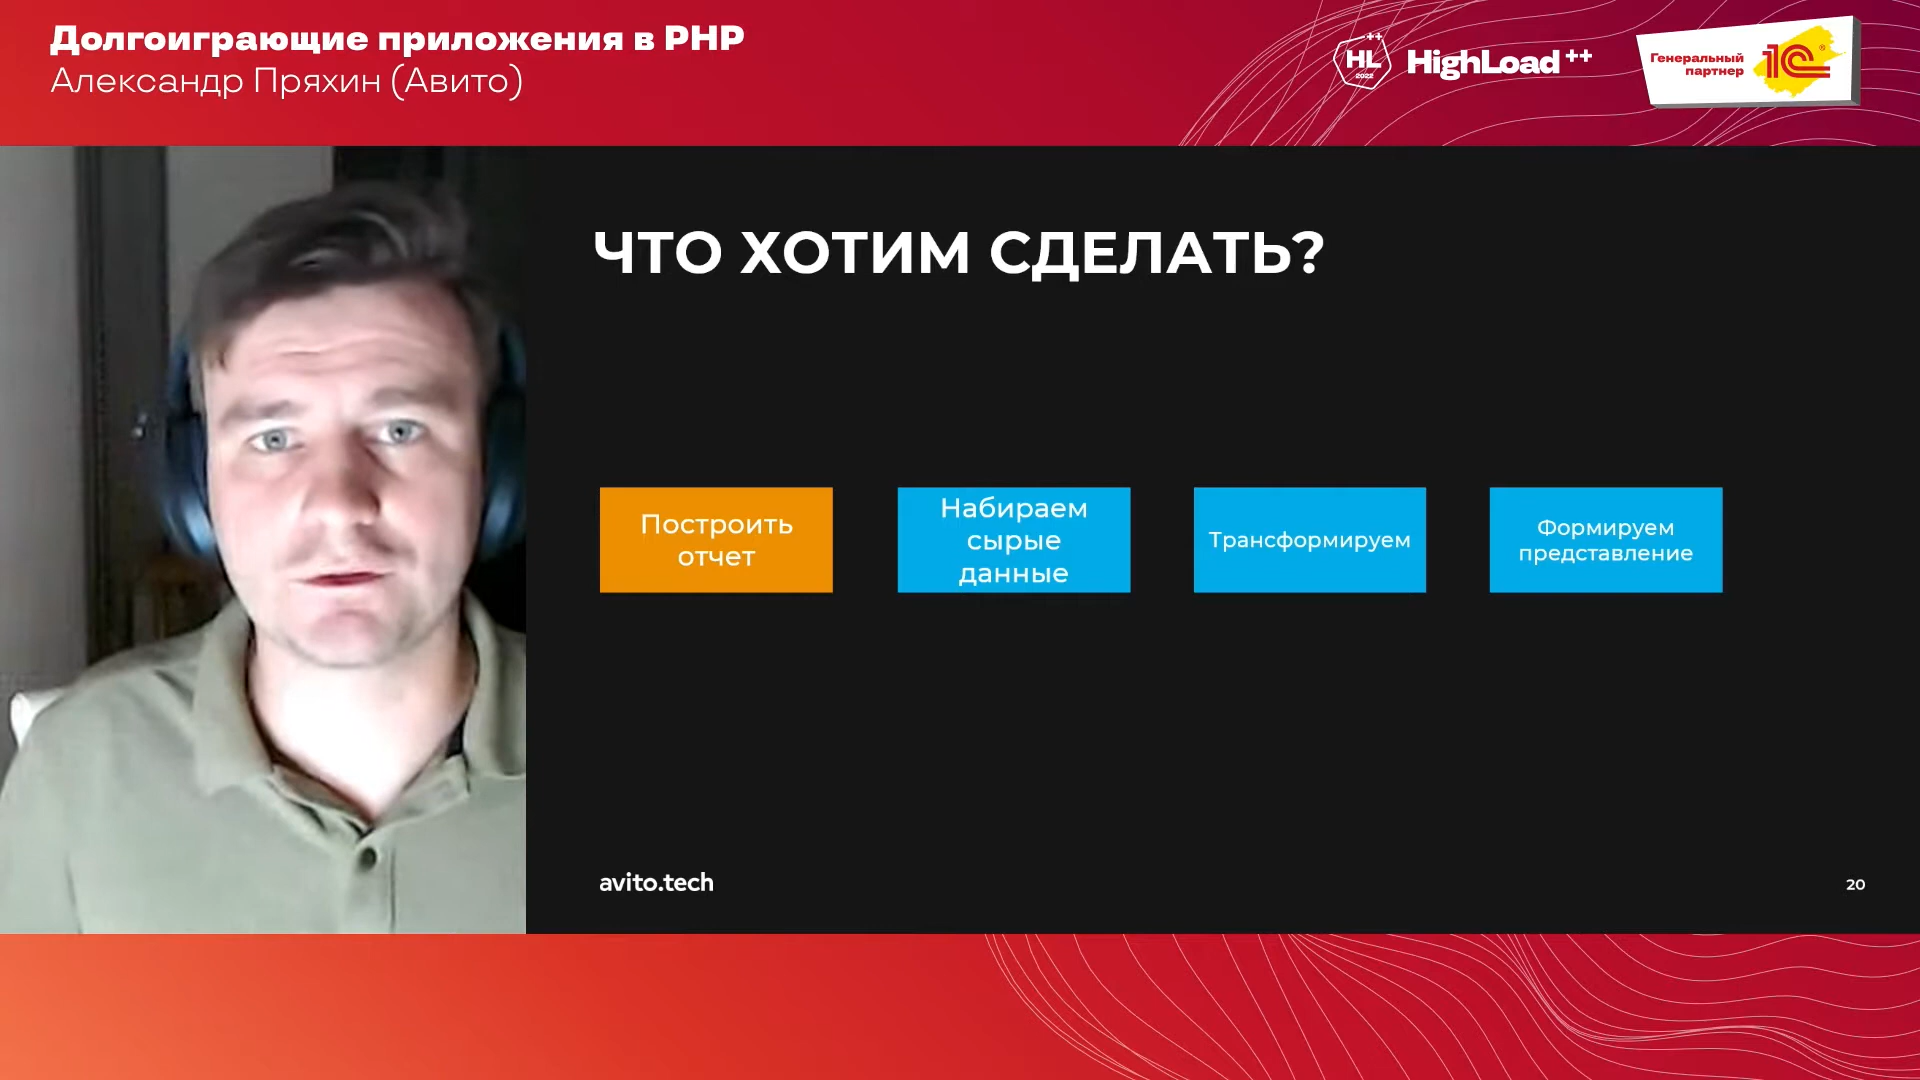 Долгоиграющие приложения в PHP
Александр Пряхин (Авито)
++
HL
2022
HighLoad ++
Генеральный
партнер
1С
®
ЧТО ХОТИМ СДЕЛАТЬ?
Построить
отчет
Набираем
сырые
данные
Трансформируем
Формируем
представление
avito.tech
20